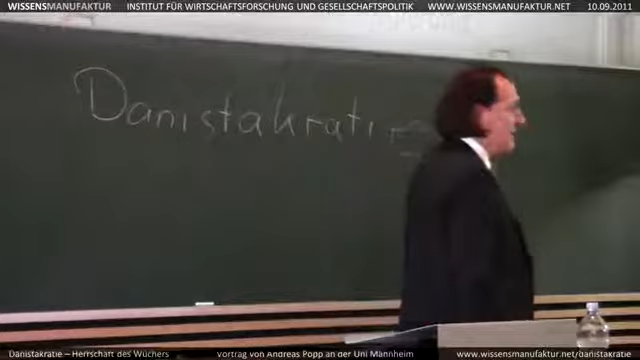 WISSENSMANUFAKTUR INSTITUT FÜR WIRTSCHAFTSFORSCHUNG UND GESELLSCHAFTSPOLITIK WWW.WISSENSMANUFAKTUR.NET 10.09.2011
Danistakrati
Danistakratie – Herrschaft des Wuchers vortrag von Andreas Popp an der Uni Mannheim www.wissensmanufaktur.net/danistakratie